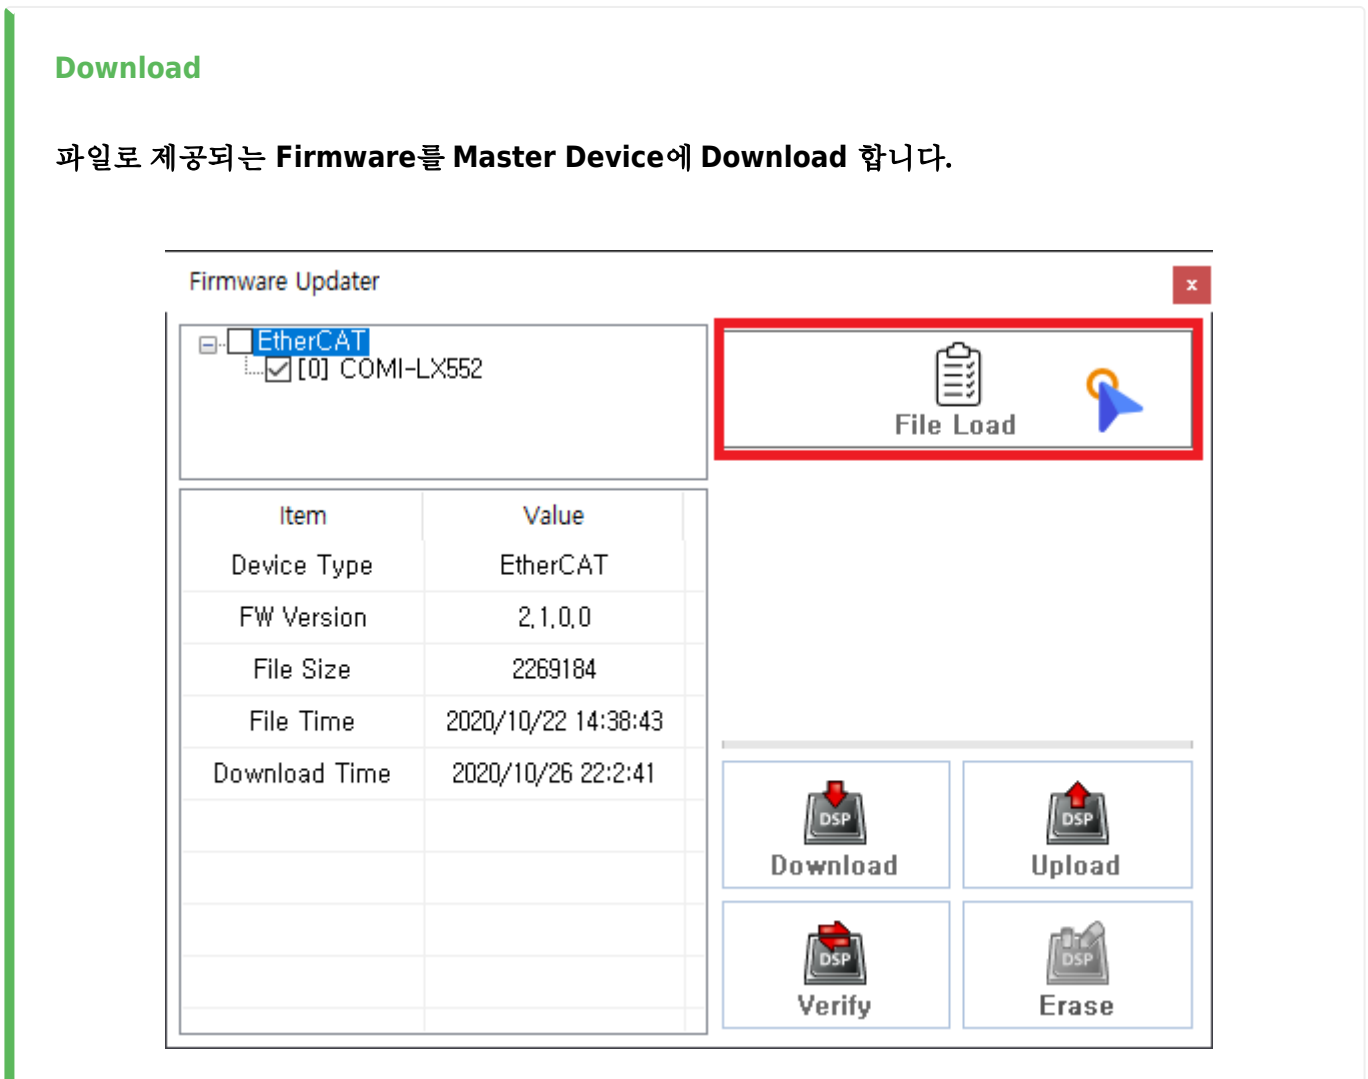 Download
파일로 제공되는 Firmware를 Master Device에 Download 합니다.
Firmware Updater
x
EtherCAT
[0] COMI-LX552
File Load
Item Value
Device Type EtherCAT
FW Version 2,1,0,0
File Size 2269184
File Time 2020/10/22 14:38:43
Download Time 2020/10/26 22:2:41
DSP
Download
DSP
Upload
DSP
Verify
DSP
Erase